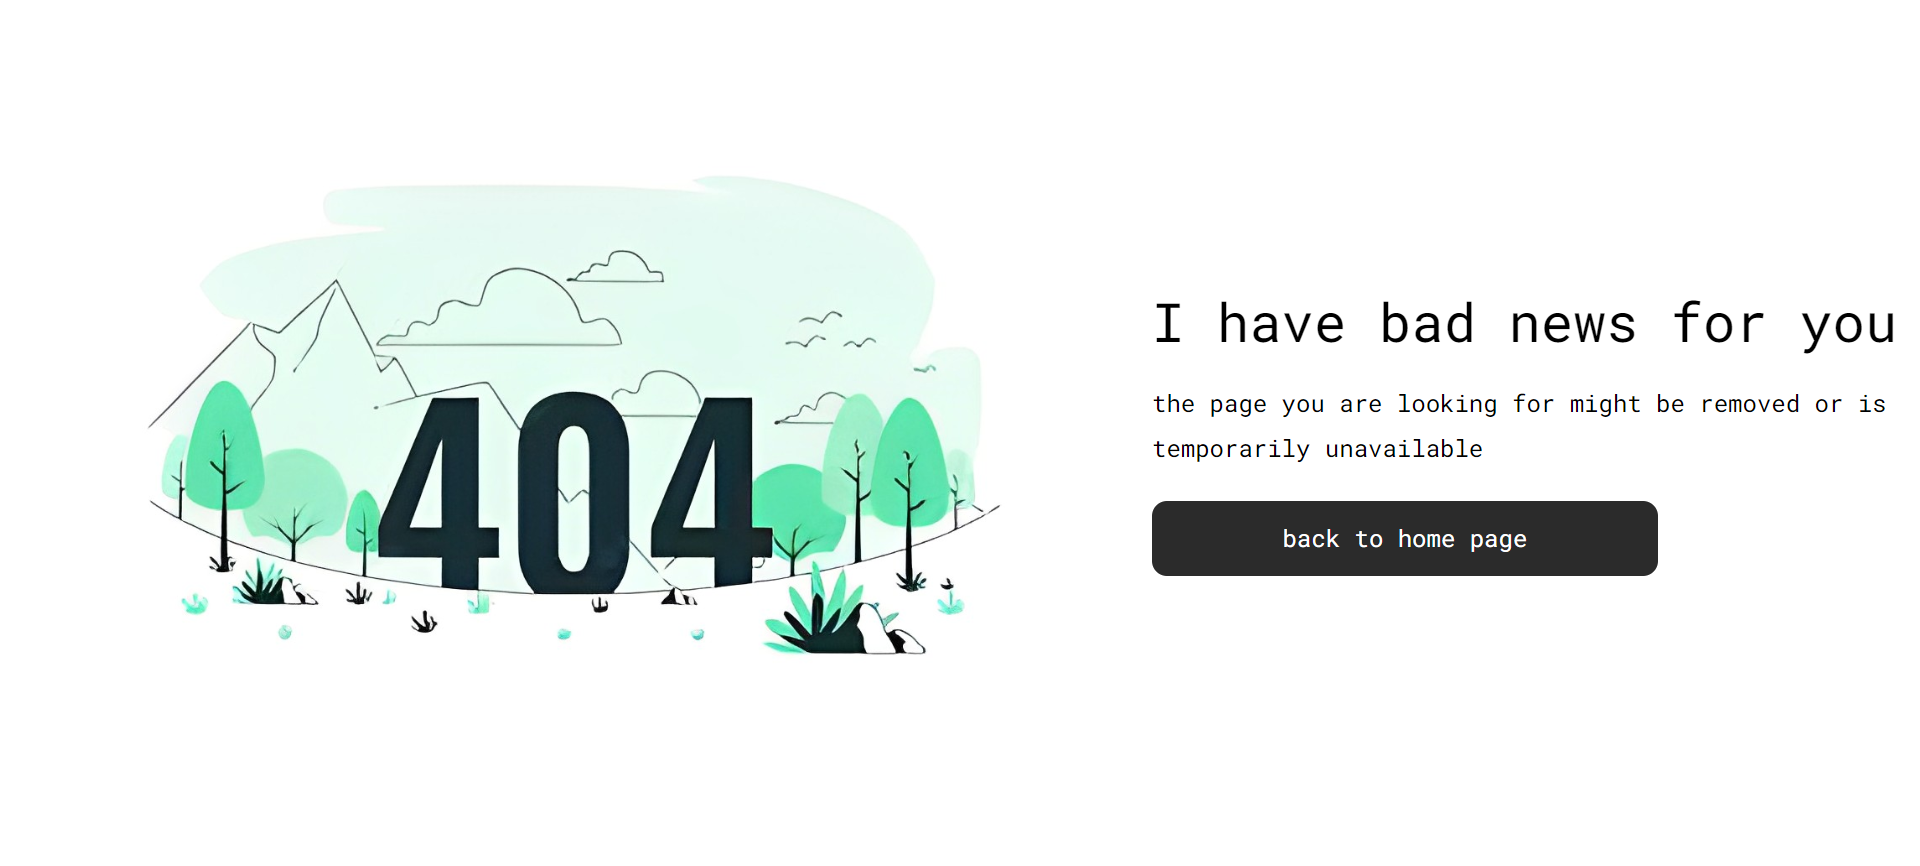 404
I have bad news for you
the page you are looking for might be removed or is
temporarily unavailable
back to home page